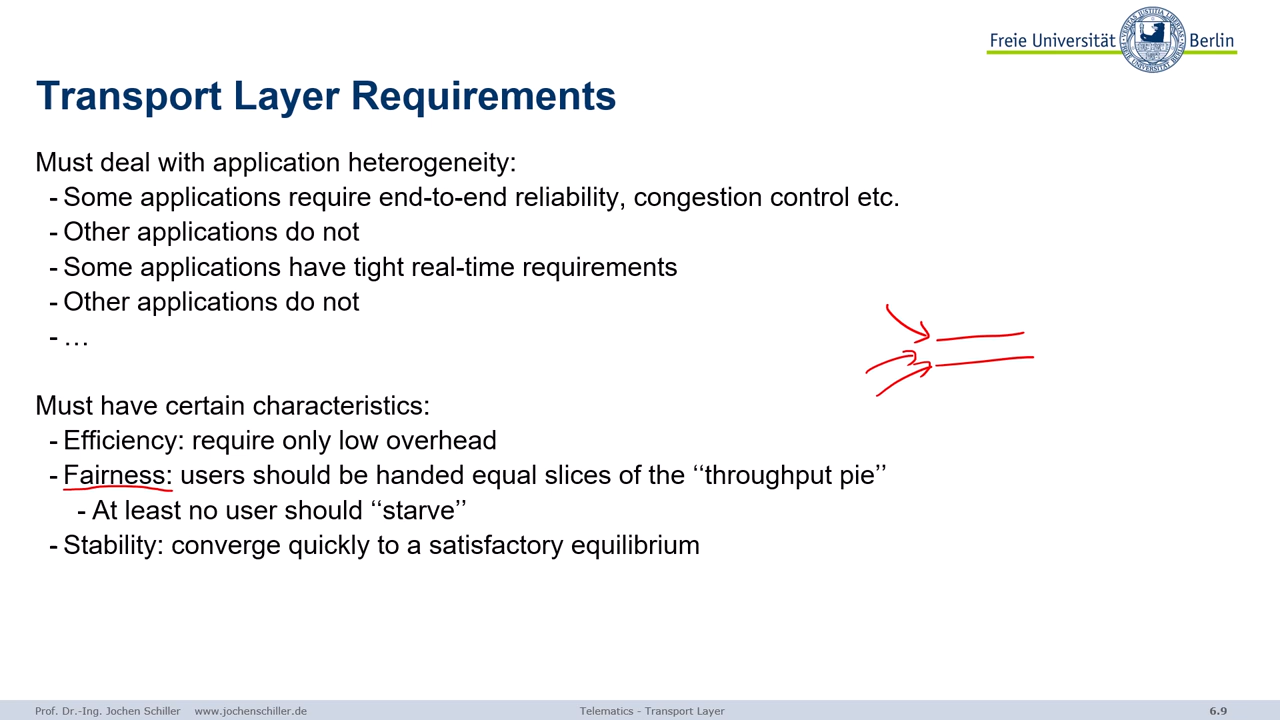 Freie Universität Berlin
Transport Layer Requirements
Must deal with application heterogeneity:
- Some applications require end-to-end reliability, congestion control etc.
- Other applications do not
- Some applications have tight real-time requirements
- Other applications do not
- …
Must have certain characteristics:
- Efficiency: require only low overhead
- Fairness: users should be handed equal slices of the ‘‘throughput pie’’
- At least no user should ‘‘starve’’
- Stability: converge quickly to a satisfactory equilibrium
Prof. Dr.-Ing. Jochen Schiller www.jochenschiller.de Telematics - Transport Layer 6.9